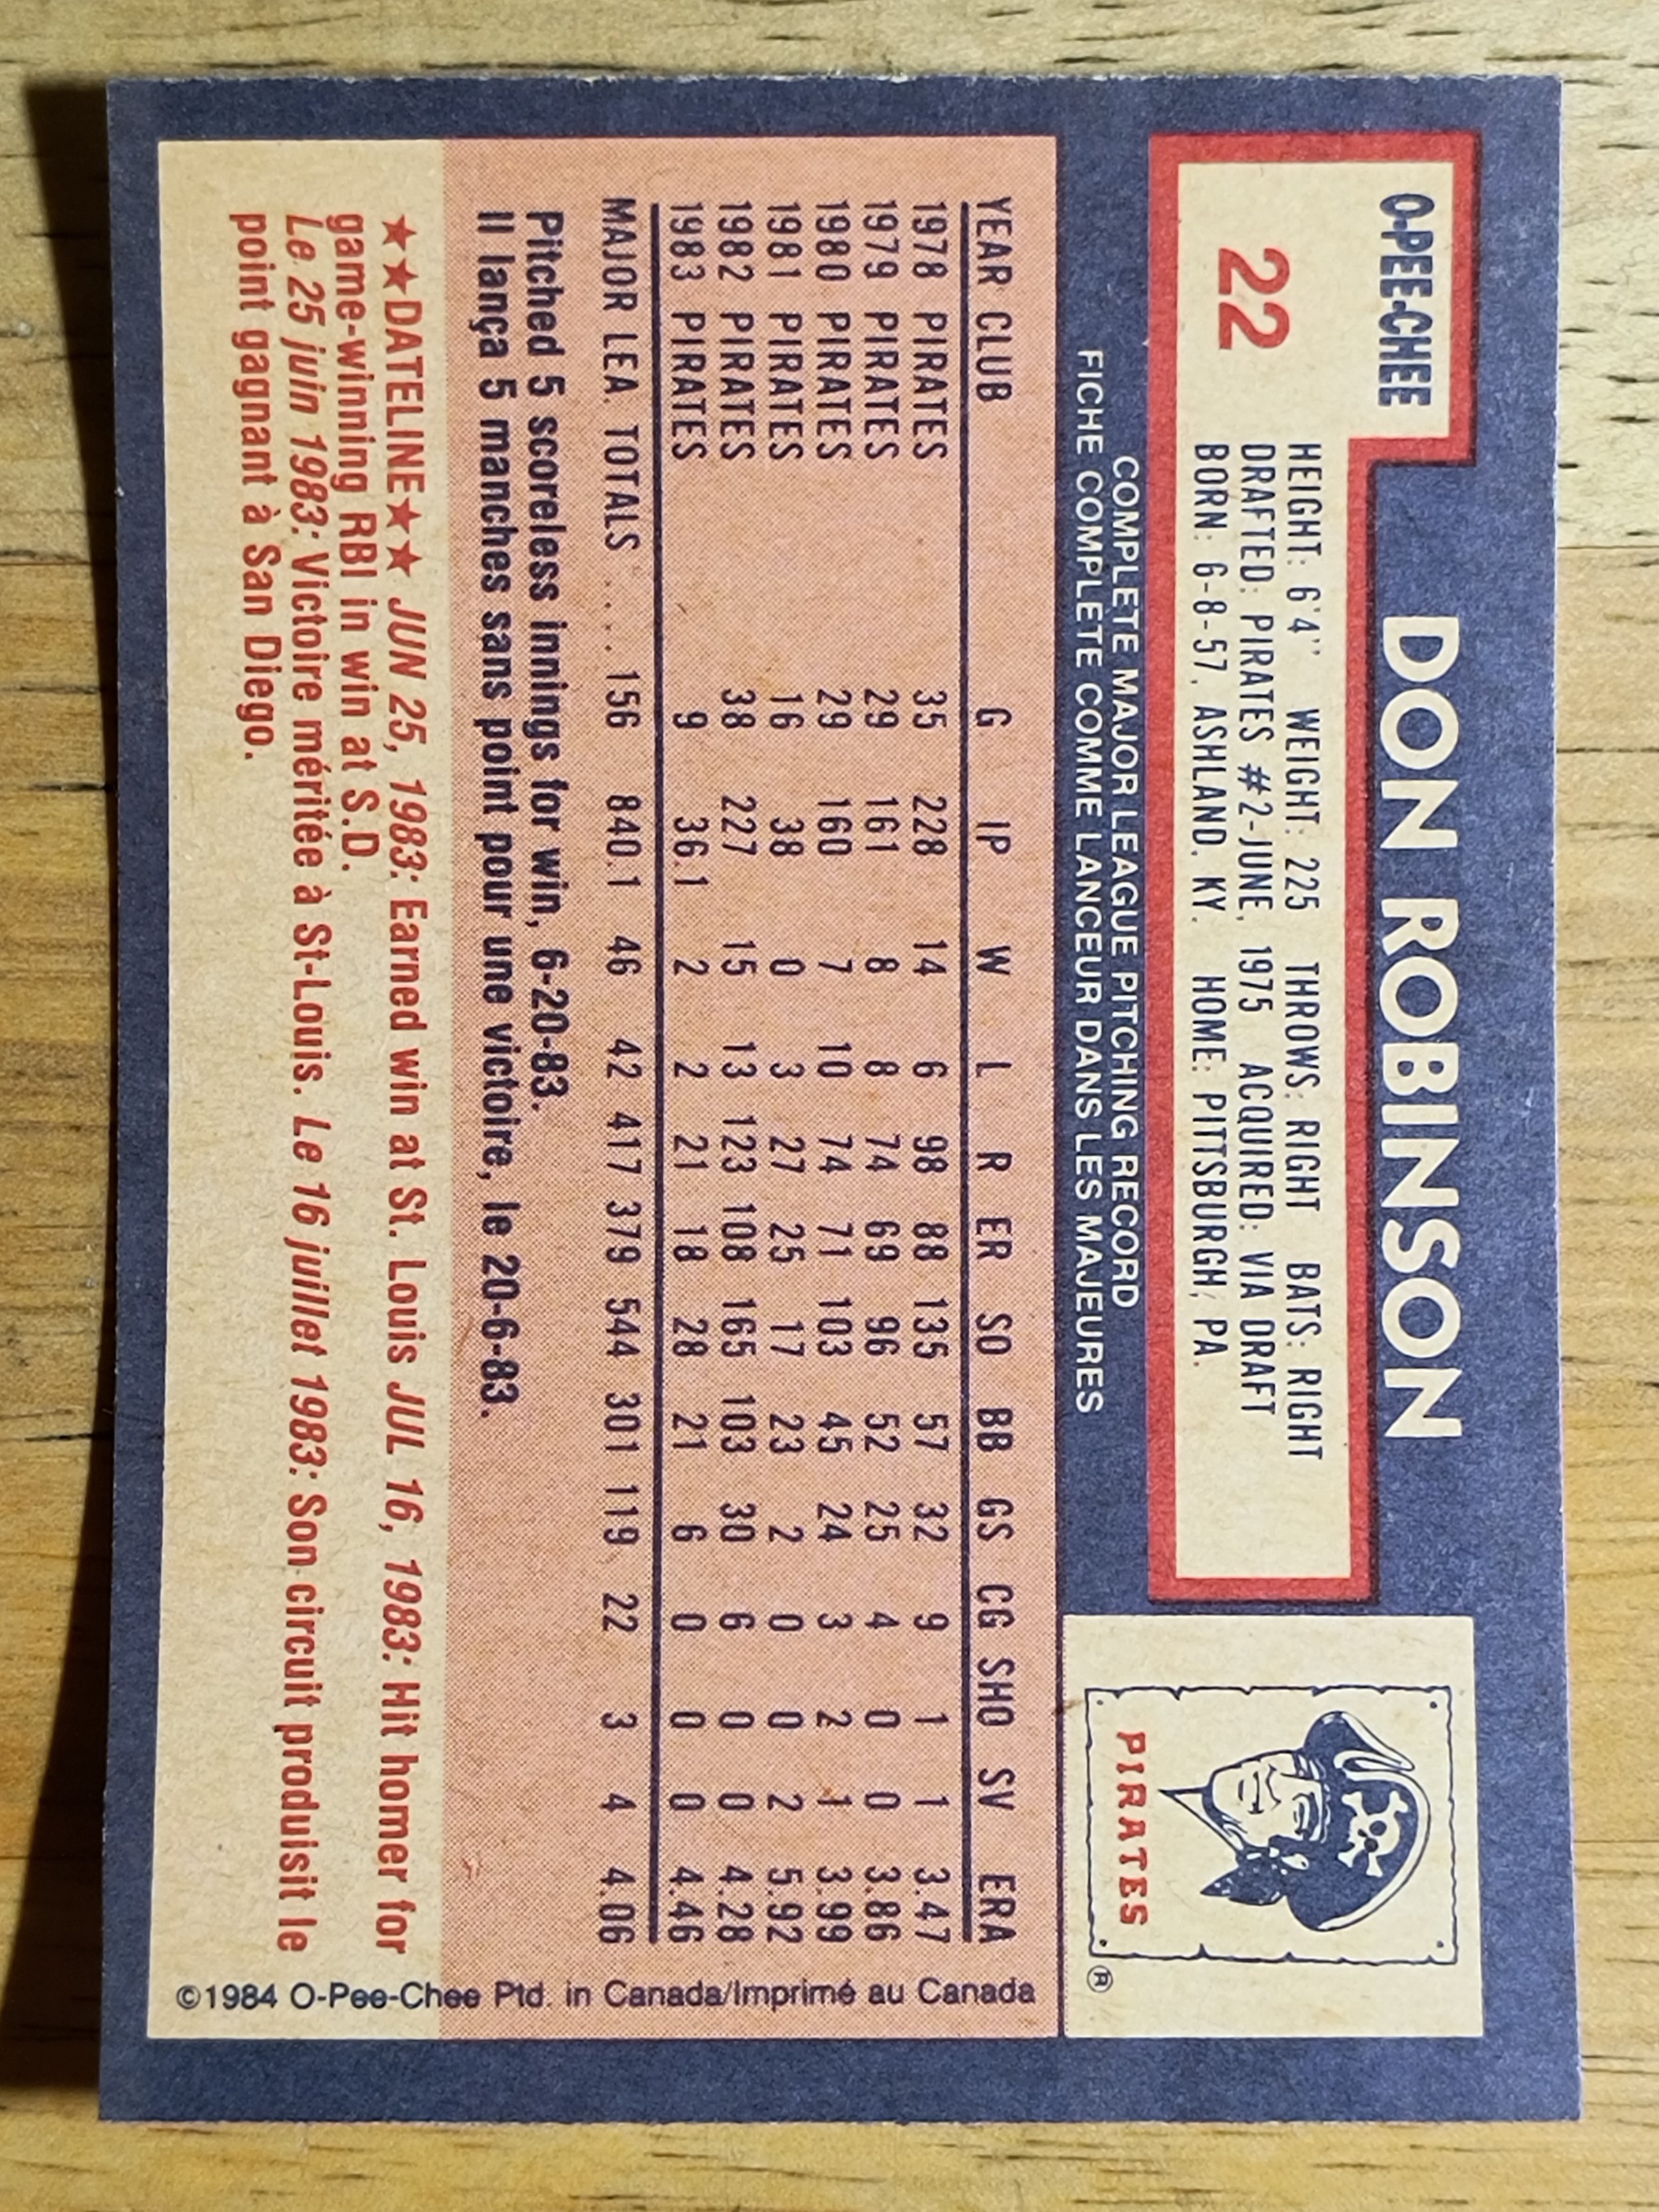 O-PEE-CHEE
DON ROBINSON
22
HEIGHT: 6'4" WEIGHT: 225 THROWS: RIGHT BATS: RIGHT
DRAFTED: PIRATES #2-JUNE, 1975 ACQUIRED: VIA DRAFT
BORN: 6-8-57, ASHLAND, KY. HOME: PITTSBURGH, PA.
PIRATES
®
COMPLETE MAJOR LEAGUE PITCHING RECORD
FICHE COMPLETE COMME LANCEUR DANS LES MAJEURES
YEAR CLUB G IP W L R ER SO BB GS CG SHO SV ERA
1978 PIRATES 35 228 14 6 98 88 135 57 32 9 1 1 3.47
1979 PIRATES 29 161 8 8 74 69 96 52 25 4 0 0 3.86
1980 PIRATES 29 160 7 10 74 71 103 45 24 3 2 1 3.99
1981 PIRATES 16 38 0 3 27 25 17 23 2 0 0 2 5.92
1982 PIRATES 38 227 15 13 123 108 165 103 30 6 0 0 4.28
1983 PIRATES 9 36.1 2 2 21 18 28 21 6 0 0 0 4.46
MAJOR LEA. TOTALS .... 156 840.1 46 42 417 379 544 301 119 22 3 4 4.06
Pitched 5 scoreless innings for win, 6-20-83.
Il lança 5 manches sans point pour une victoire, le 20-6-83.
★★DATELINE★★ JUN 25, 1983: Earned win at St. Louis JUL 16, 1983: Hit homer for
game-winning RBI in win at S.D.
Le 25 juin 1983: Victoire méritée à St-Louis. Le 16 juillet 1983: Son circuit produisit le
point gagnant à San Diego.
©1984 O-Pee-Chee Ptd. in Canada/Imprimé au Canada